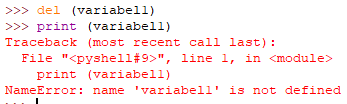 >>> del (variabel1)
>>> print (variabel1)
Traceback (most recent call last):
  File "<pyshell#9>", line 1, in <module>
    print (variabel1)
NameError: name 'variabel1' is not defined
>>>